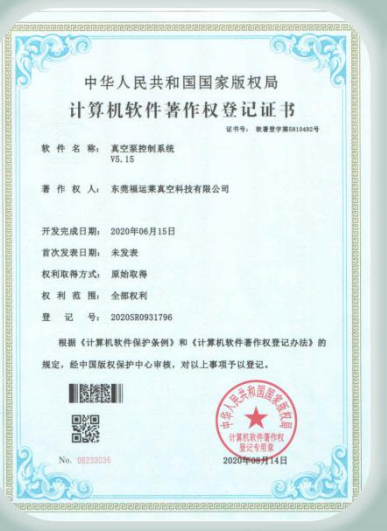 中华人民共和国国家版权局
计算机软件著作权登记证书
证书号： 软著登字第5810492号
软件名称： 真空泵控制系统
V5.15
著作权人： 东莞福运莱真空科技有限公司
开发完成日期： 2020年06月15日
首次发表日期： 未发表
权利取得方式： 原始取得
权利范围： 全部权利
登记号： 2020SR0931796
根据《计算机软件保护条例》和《计算机软件著作权登记办法》的
规定，经中国版权保护中心审核，对以上事项予以登记。
中华人民共和国国家版权局
计算机软件著作权
登记专用章
No.
2020年08月14日